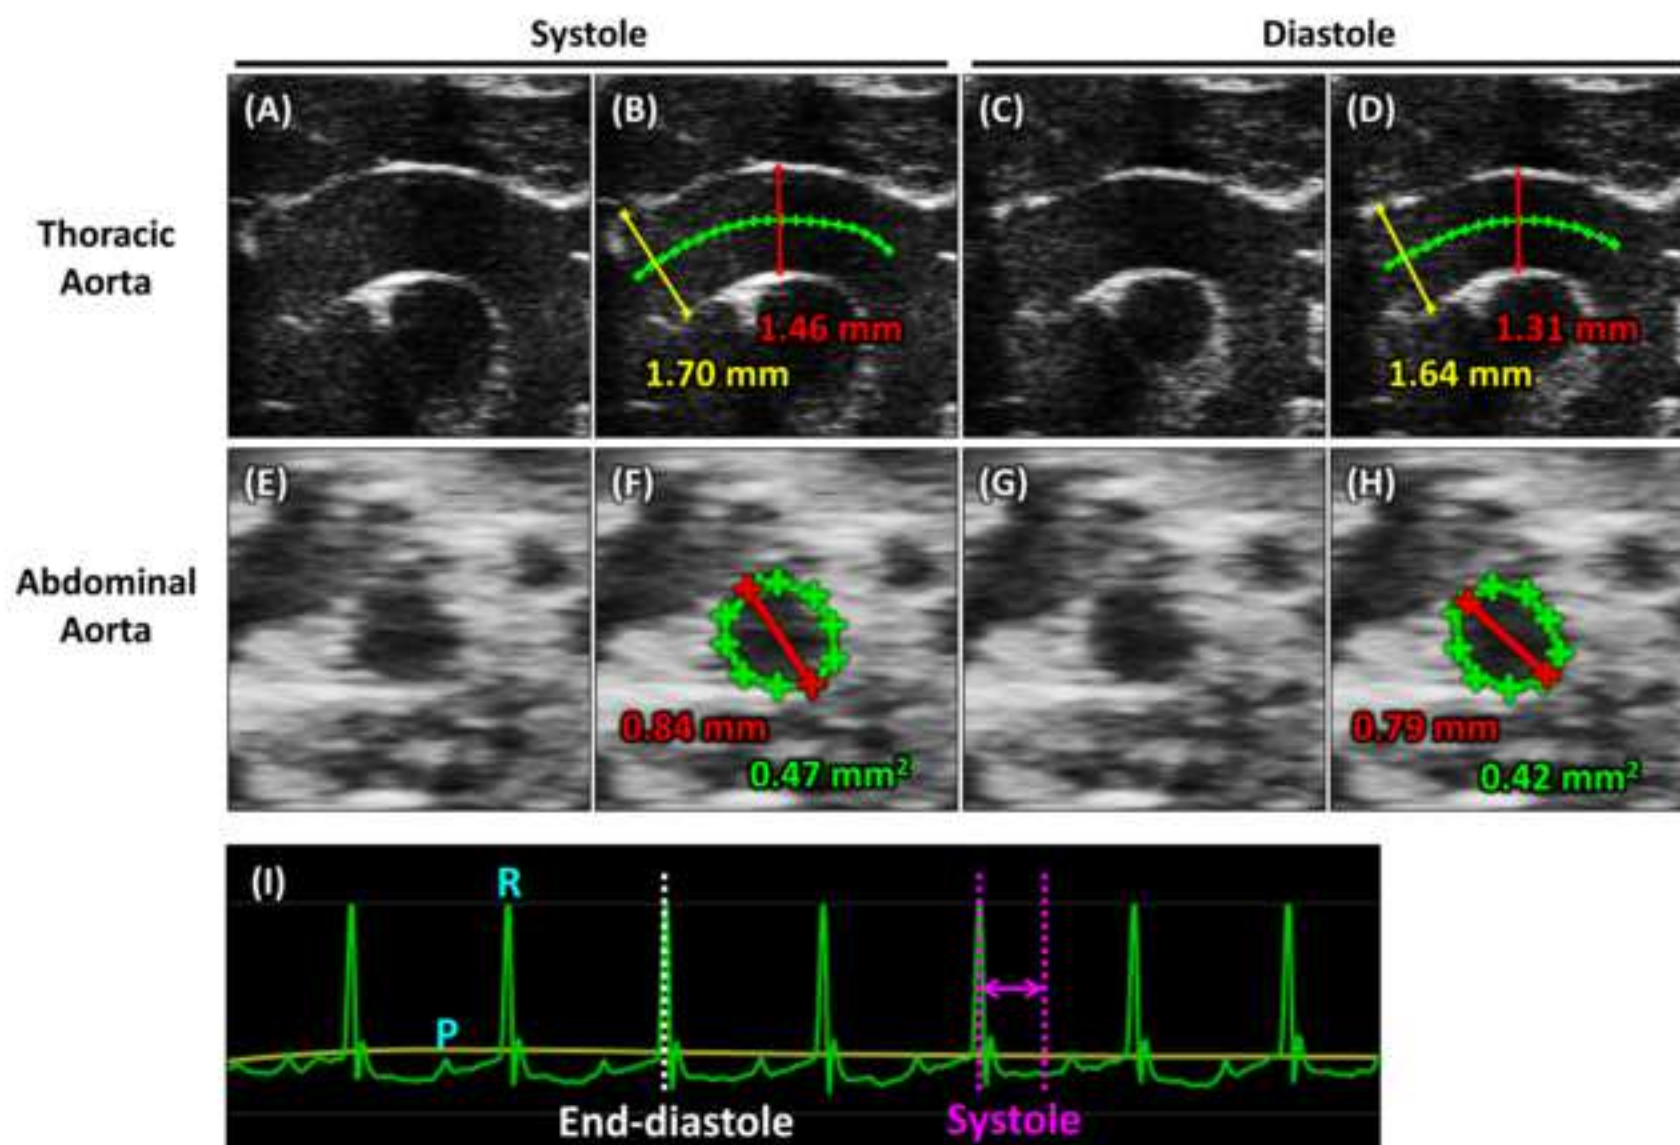 Systole
Diastole
(A)
(B)
(C)
(D)
Thoracic
Aorta
1.46 mm
1.70 mm
1.31 mm
1.64 mm
(E)
(F)
(G)
(H)
Abdominal
Aorta
0.84 mm
0.47 mm²
0.79 mm
0.42 mm²
(I)
R
P
End-diastole
Systole